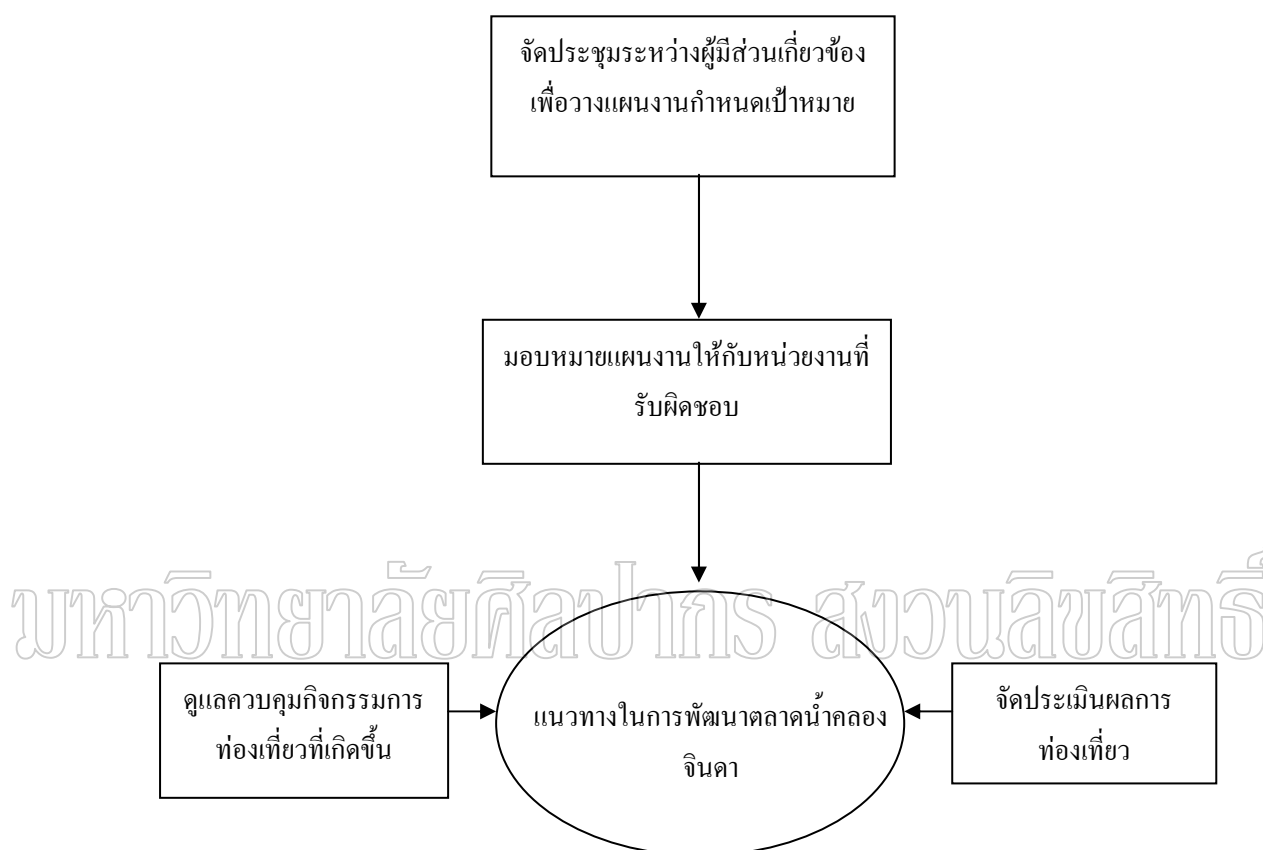 จัดประชุมระหว่างผู้มีส่วนเกี่ยวข้อง
เพื่อวางแผนงานกำหนดเป้าหมาย
มอบหมายแผนงานให้กับหน่วยงานที่
รับผิดชอบ
มหาวิทยาลัยศิลปากร สงวนลิขสิทธิ์
ดูแลควบคุมกิจกรรมการ
ท่องเที่ยวที่เกิดขึ้น
แนวทางในการพัฒนาตลาดน้ำคลอง
จินดา
จัดประเมินผลการ
ท่องเที่ยว